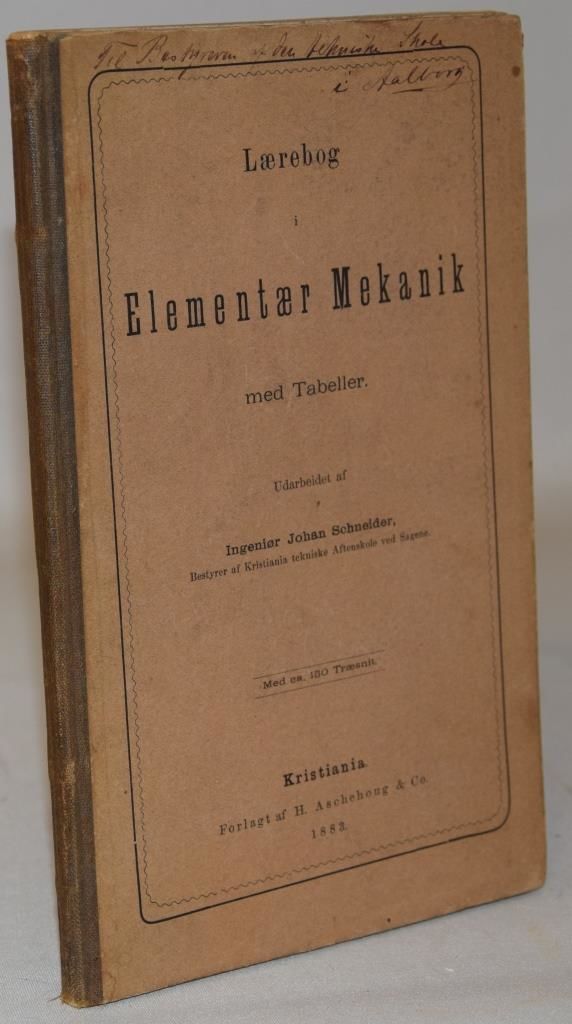 Til Bestyreren af den tekniske Skole
i Aalborg
Lærebog
i
Elementær Mekanik
med Tabeller.
Udarbeidet af
Ingeniør Johan Schneider,
Bestyrer af Kristiania tekniske Aftenskole ved Sagene.
Med ca. 150 Træsnit.
Kristiania.
Forlagt af H. Aschehoug & Co.
1883.